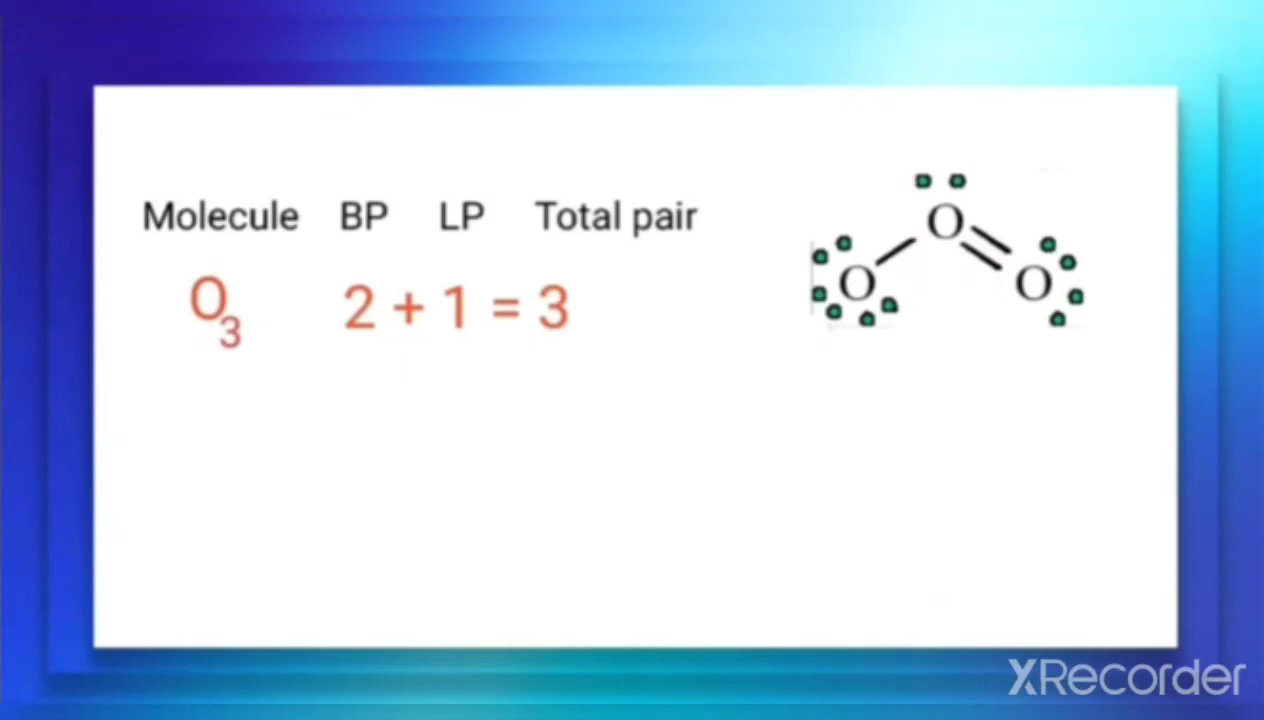 Molecule BP LP Total pair
O3 2 + 1 = 3
O
O O
XRecorder